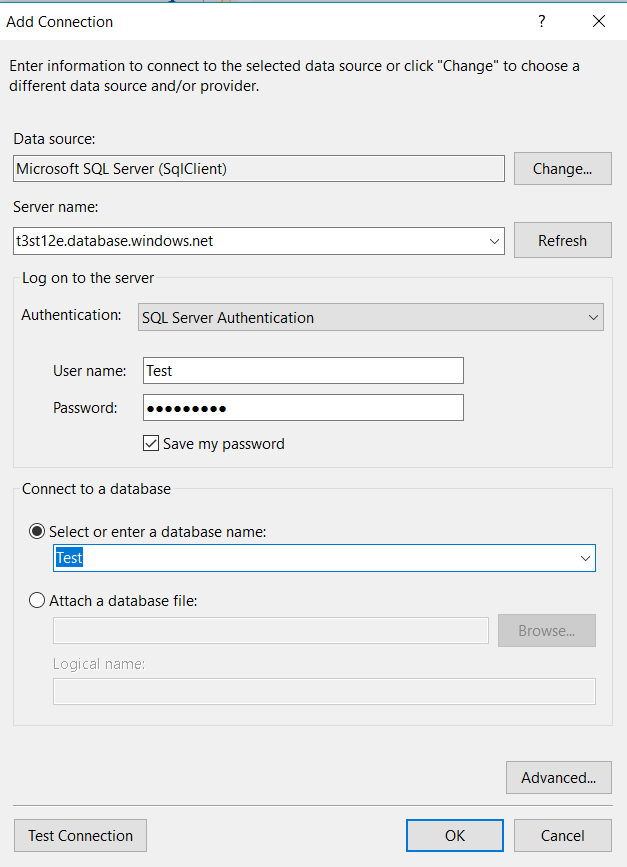 Add Connection
?
Enter information to connect to the selected data source or click "Change" to choose a
different data source and/or provider.
Data source:
Microsoft SQL Server (SqlClient)
Change...
Server name:
t3st12e.database.windows.net
Refresh
Log on to the server
Authentication:
SQL Server Authentication
User name:
Test
Password:
●●●●●●●●●
Save my password
Connect to a database
Select or enter a database name:
Test
Attach a database file:
Browse...
Logical name:
Advanced...
Test Connection
OK
Cancel